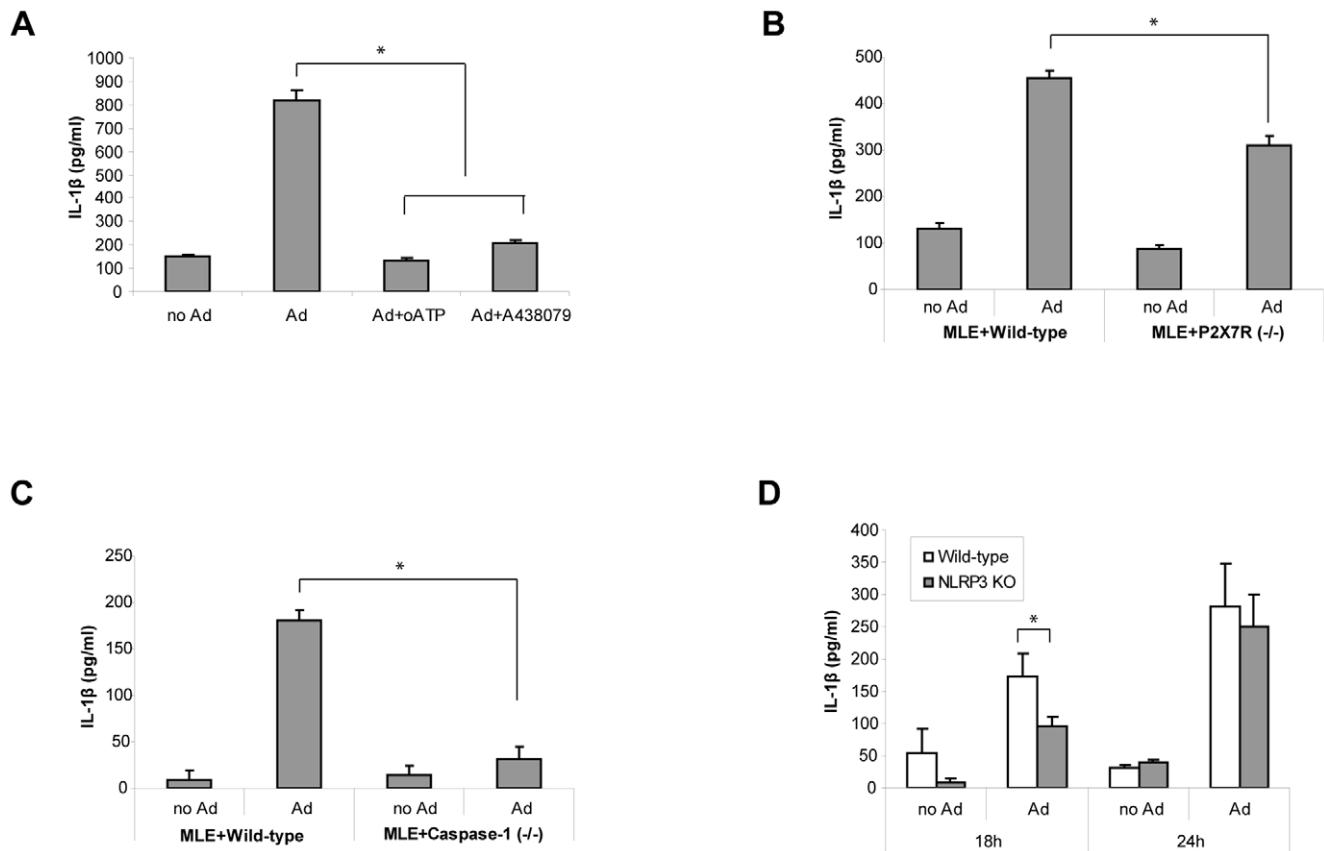 A
*
1000
900
800
700
600
500
400
300
200
100
0
IL-1β (pg/ml)
no Ad Ad Ad+oATP Ad+A438079
B
*
500
400
300
200
100
0
IL-1β (pg/ml)
no Ad Ad no Ad Ad
MLE+Wild-type MLE+P2X7R (-/-)
C
*
250
200
150
100
50
0
IL-1β (pg/ml)
no Ad Ad no Ad Ad
MLE+Wild-type MLE+Caspase-1 (-/-)
D
400
350
300
250
200
150
100
50
0
IL-1β (pg/ml)
Wild-type
NLRP3 KO
*
no Ad Ad no Ad Ad
18h 24h